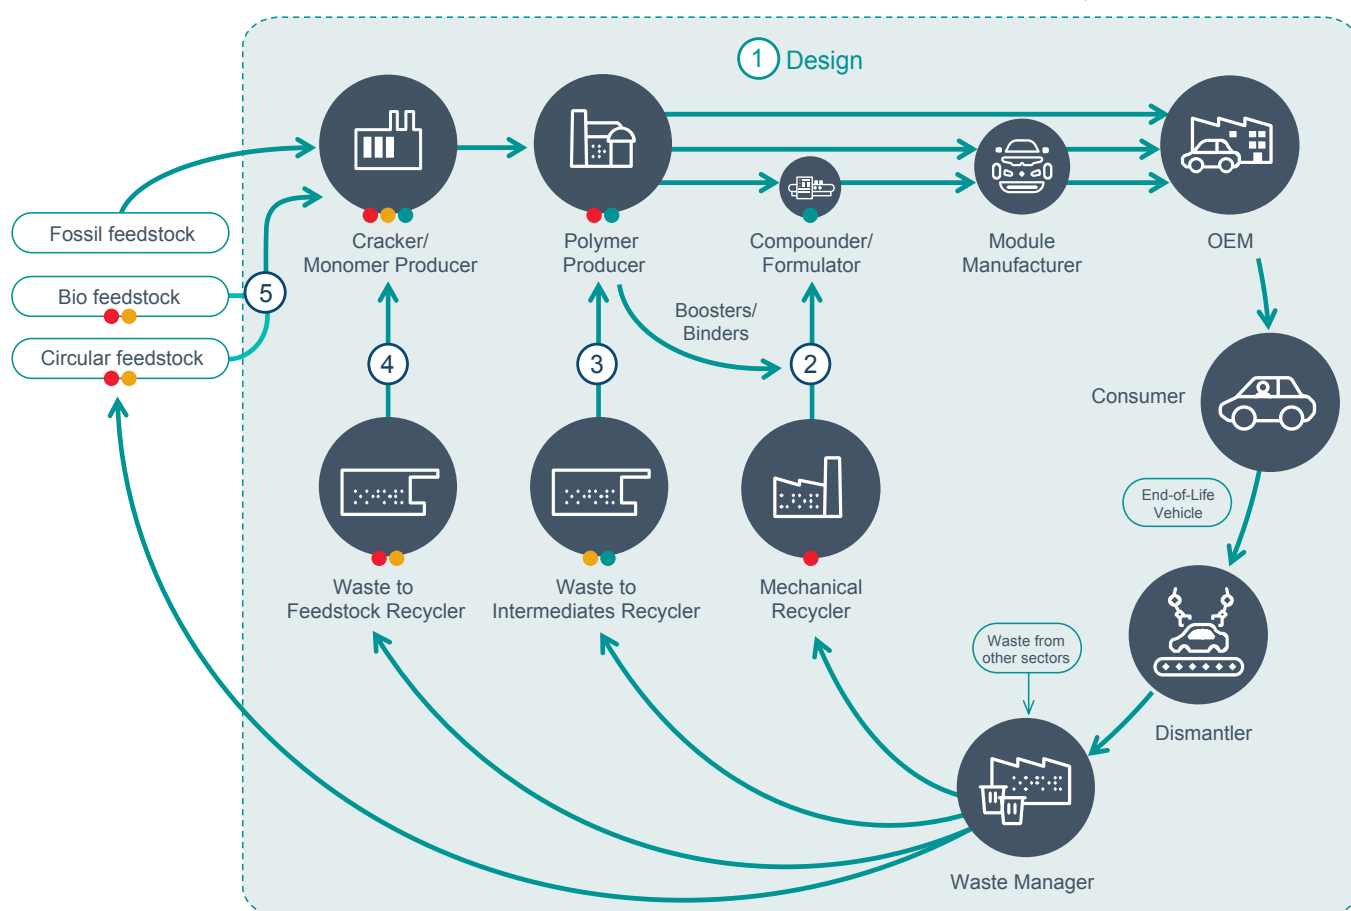 1 Design
Fossil feedstock
Bio feedstock
Circular feedstock
5
Cracker/
Monomer Producer
Polymer
Producer
Compounder/
Formulator
Module
Manufacturer
OEM
Boosters/
Binders
4
3
2
Consumer
End-of-Life
Vehicle
Waste to
Feedstock Recycler
Waste to
Intermediates Recycler
Mechanical
Recycler
Waste from
other sectors
Dismantler
Waste Manager